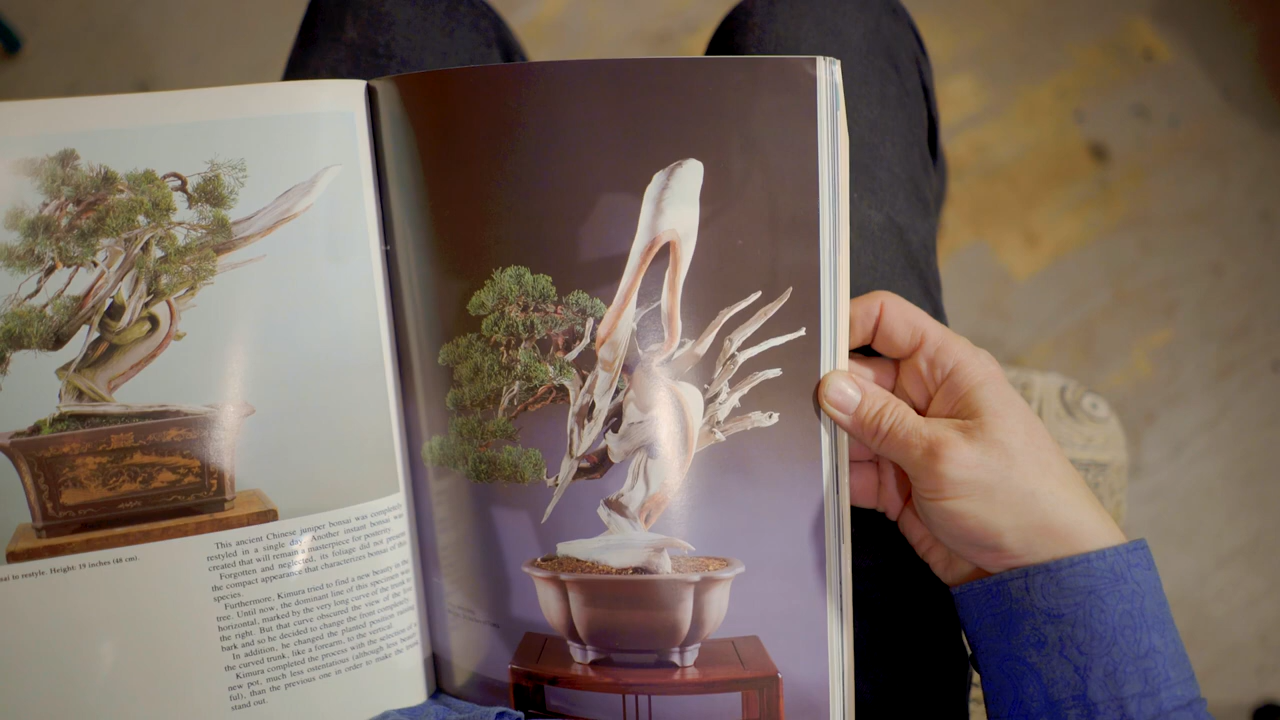 sai in restyle. Height: 19 inches (48 cm).
This ancient Chinese juniper bonsai was completely
restyled in a single day. Another instant bonsai was
created that will remain a masterpiece for posterity.
Forgotten and neglected, its foliage did not present
the compact appearance that characterizes bonsai of this
species.
Furthermore, Kimura tried to find a new beauty in the
tree. Until now, the dominant line of this specimen was
horizontal, marked by the very long curve of the trunk to
the right. But that curve obscured the view of the
bark and so he decided to change the front completely.
In addition, he changed the planted position
the curved trunk, like a forearm, to the vertical.
Kimura completed the process with the selection of a
new pot, much less ostentatious (although less beauti-
ful), than the previous one in order to make the
stand out.